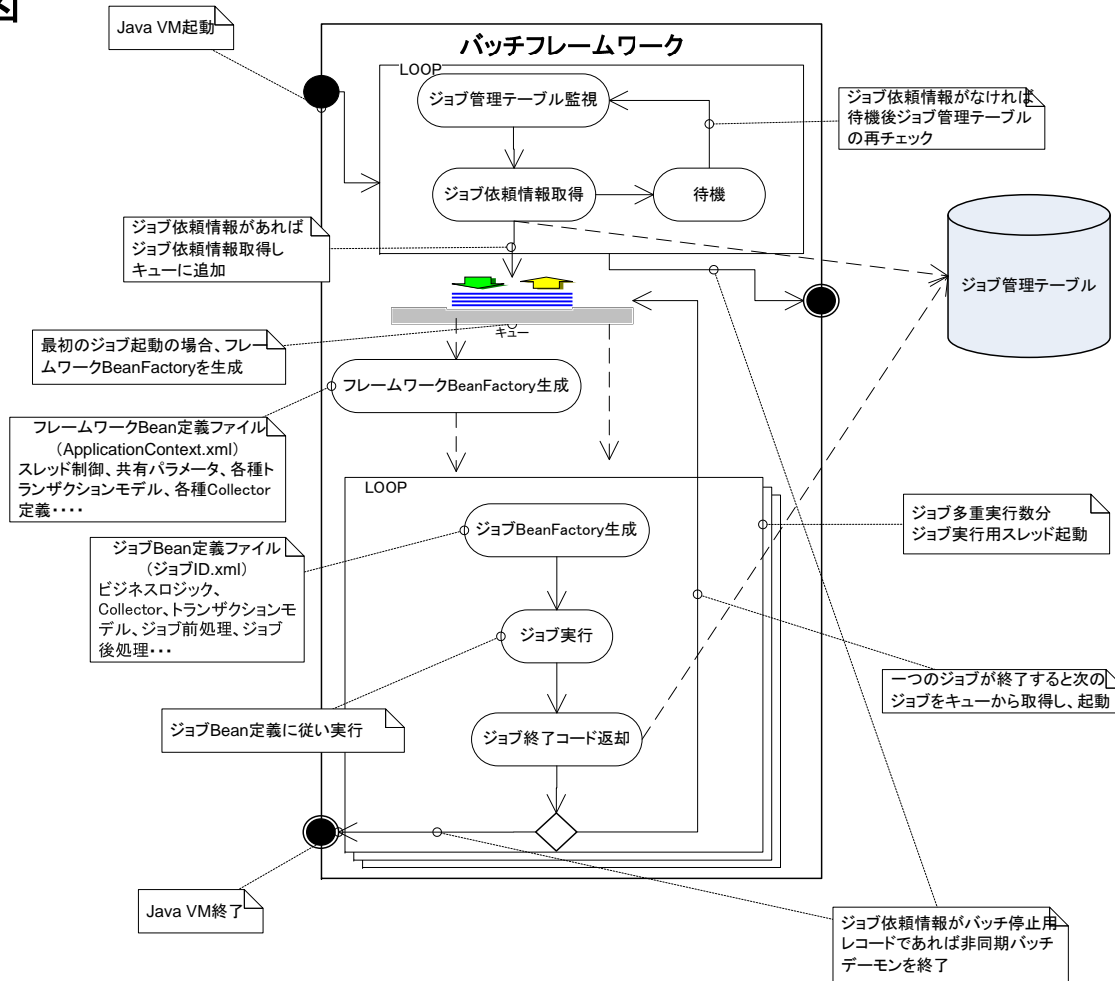 図
Java VM起動
バッチフレームワーク
LOOP
ジョブ管理テーブル監視
ジョブ依頼情報がなければ
待機後ジョブ管理テーブル
の再チェック
ジョブ依頼情報取得
待機
ジョブ依頼情報があれば
ジョブ依頼情報取得し
キューに追加
ジョブ管理テーブル
キュー
最初のジョブ起動の場合、フレー
ムワークBeanFactoryを生成
フレームワークBeanFactory生成
フレームワークBean定義ファイル
（ApplicationContext.xml）
スレッド制御、共有パラメータ、各種ト
ランザクションモデル、各種Collector
定義・・・・
LOOP
ジョブBeanFactory生成
ジョブ多重実行数分
ジョブ実行用スレッド起動
ジョブBean定義ファイル
（ジョブID.xml）
ビジネスロジック、
Collector、トランザクションモ
デル、ジョブ前処理、ジョブ
後処理・・・
ジョブ実行
一つのジョブが終了すると次の
ジョブをキューから取得し、起動
ジョブBean定義に従い実行
ジョブ終了コード返却
Java VM終了
ジョブ依頼情報がバッチ停止用
レコードであれば非同期バッチ
デーモンを終了